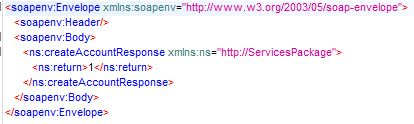 <soapenv:Envelope xmlns:soapenv="http://www.w3.org/2003/05/soap-envelope">
<soapenv:Header/>
<soapenv:Body>
<ns:createAccountResponse xmlns:ns="http://ServicesPackage">
<ns:return>1</ns:return>
</ns:createAccountResponse>
</soapenv:Body>
</soapenv:Envelope>